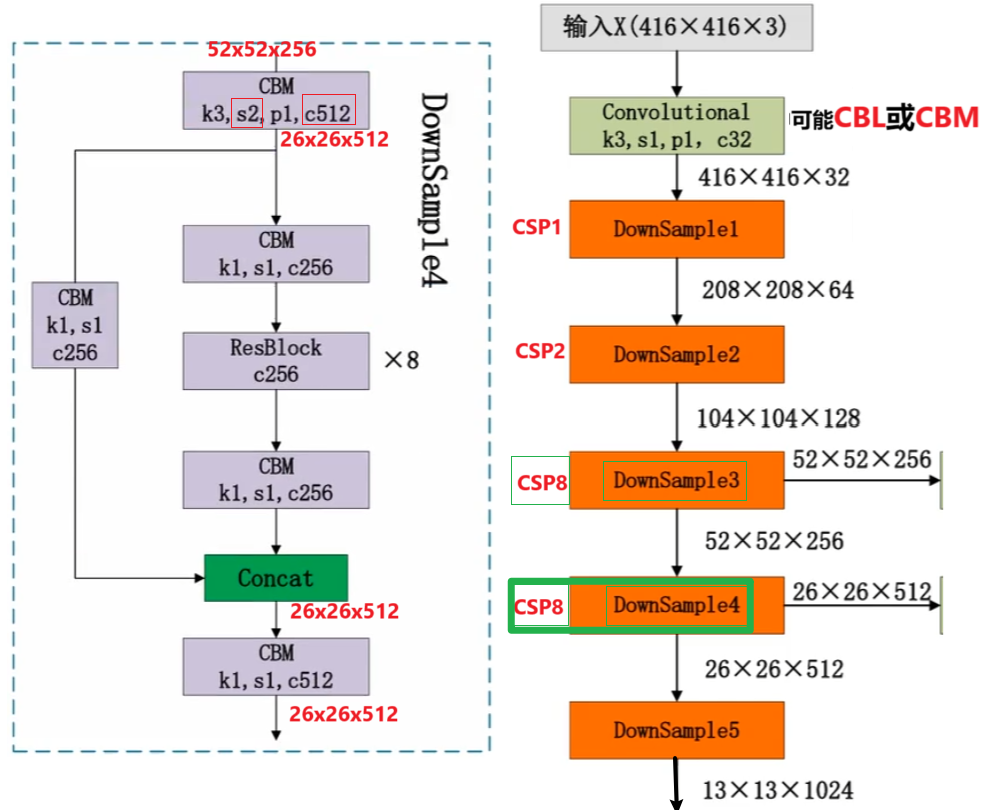 52x52x256
CBM
k3,s2,p1,c512
26x26x512
CBM
k1,s1,c256
CBM
k1,s1
c256
ResBlock
c256
×8
CBM
k1,s1,c256
Concat
26x26x512
CBM
k1,s1,c512
26x26x512
DownSample4
输入X(416×416×3)
Convolutional
k3,s1,p1, c32
可能CBL或CBM
416×416×32
CSP1
DownSample1
208×208×64
CSP2
DownSample2
104×104×128
CSP8
DownSample3
52×52×256
52×52×256
CSP8
DownSample4
26×26×512
26×26×512
DownSample5
13×13×1024